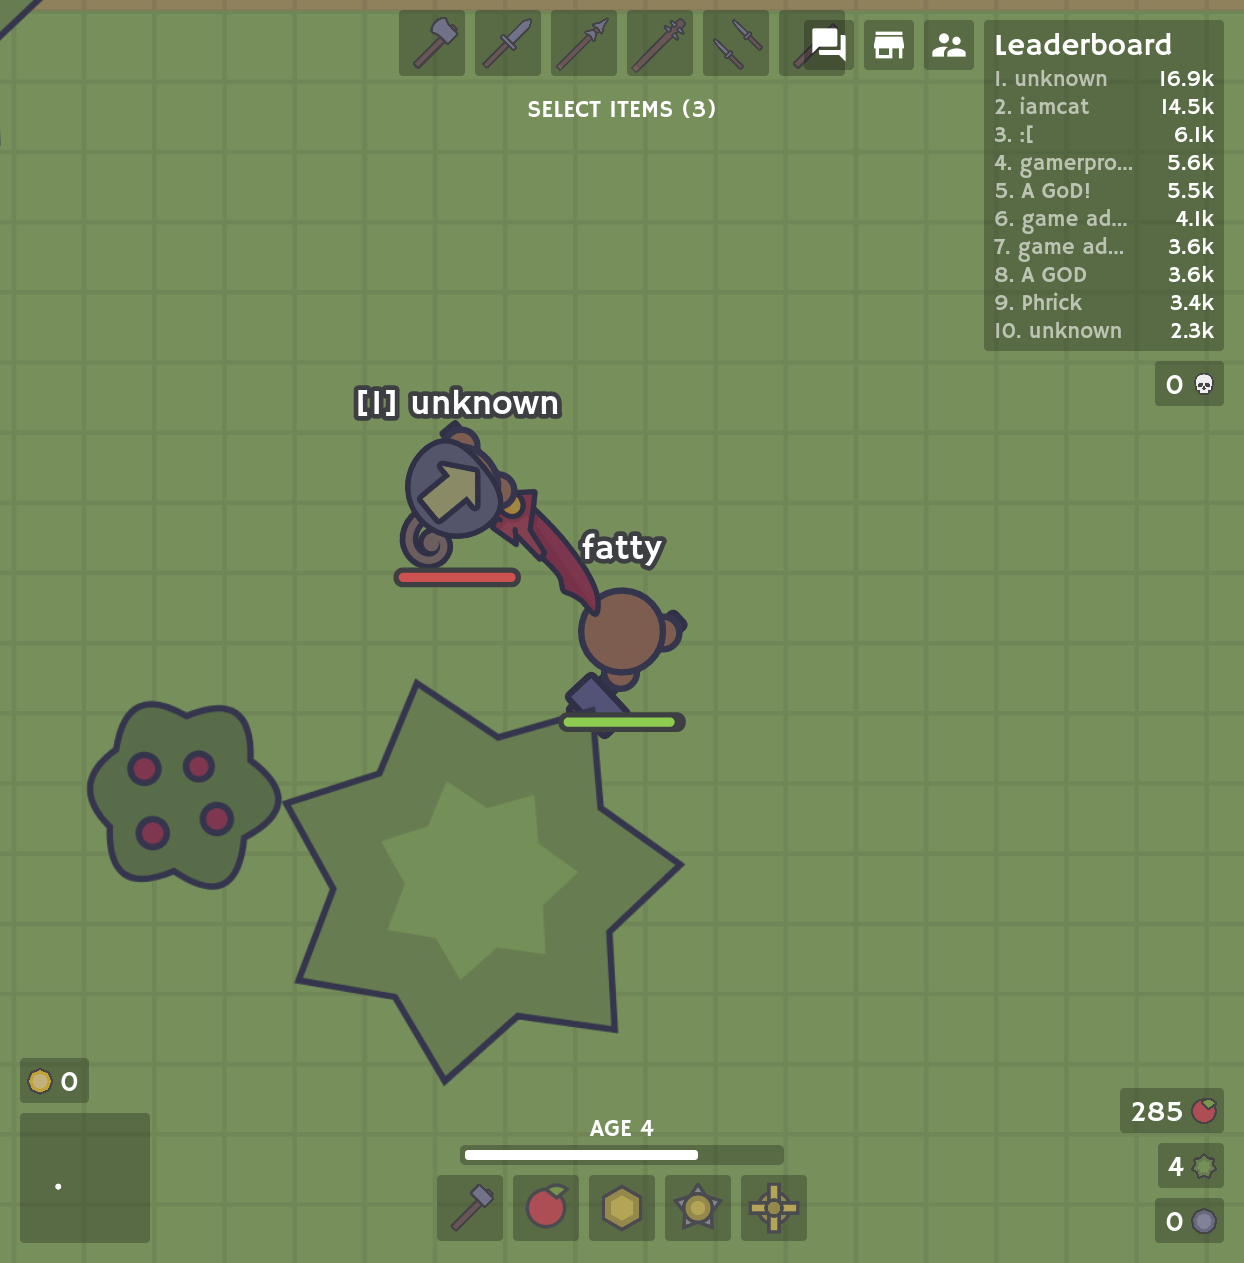 SELECT ITEMS (3)
Leaderboard
1. unknown 16.9k
2. iamcat 14.5k
3. :[ 6.1k
4. gamerpro... 5.6k
5. A GoD! 5.5k
6. game ad... 4.1k
7. game ad... 3.6k
8. A GOD 3.6k
9. Phrick 3.4k
10. unknown 2.3k
0
[I] unknown
fatty
0
AGE 4
285
4
0